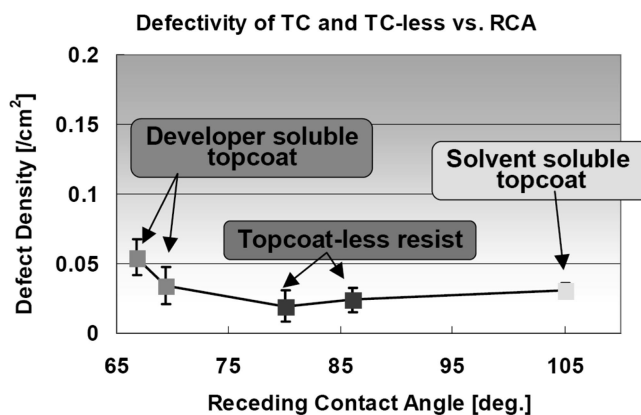 Defectivity of TC and TC-less vs. RCA
0.2
0.15
0.1
0.05
0
Defect Density [/cm²]
Developer soluble
topcoat
Solvent soluble
topcoat
Topcoat-less resist
65
75
85
95
105
Receding Contact Angle [deg.]